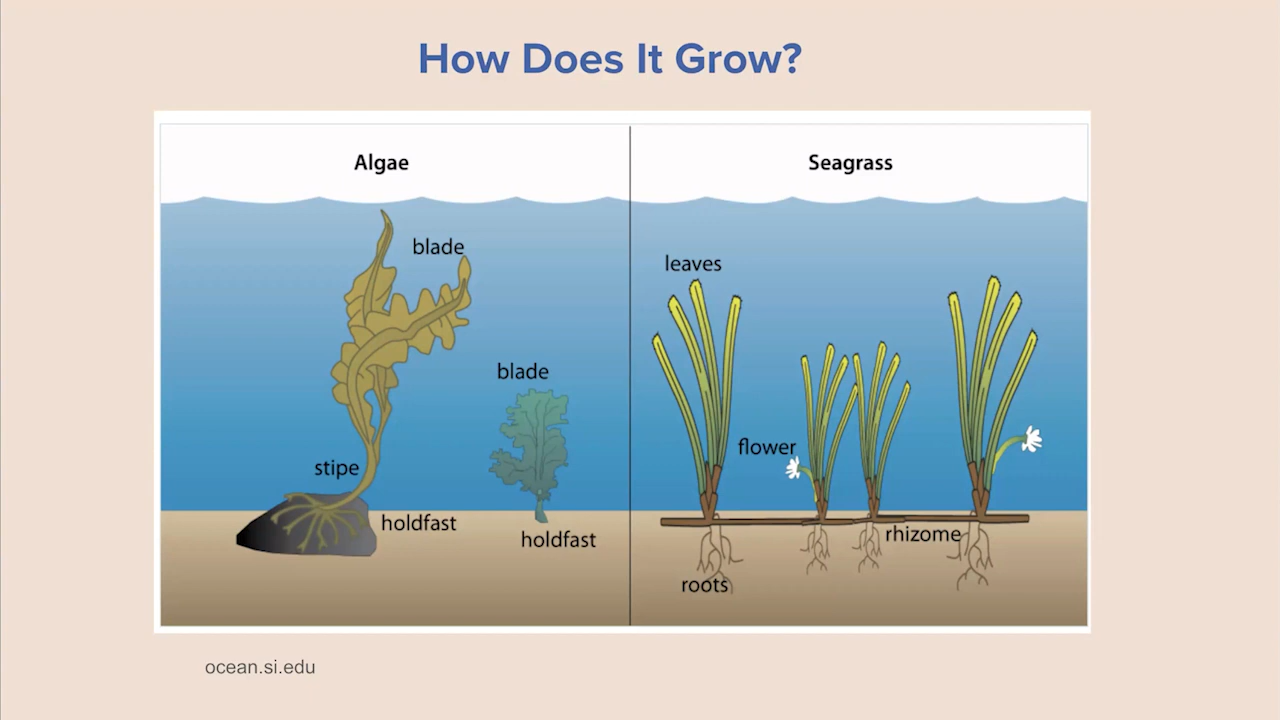 How Does It Grow?
Algae
blade
blade
stipe
holdfast
holdfast
Seagrass
leaves
flower
rhizome
roots
ocean.si.edu